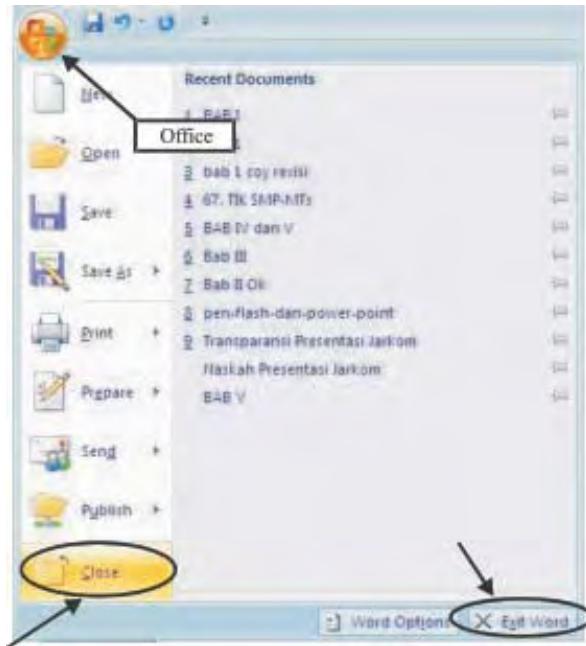 Recent Documents
New
1 BAB I
Office
Open
3 bab 1 coy revisi
4 67. TIK SMP-MTs
Save
5 BAB IV dan V
6 Bab III
Save As
7 Bab II Ok
8 pen-flash-dan-power-point
Print
9 Transparansi Presentasi Jarkom
Naskah Presentasi Jarkom
Prepare
BAB V
Send
Publish
Close
Word Options
Exit Word